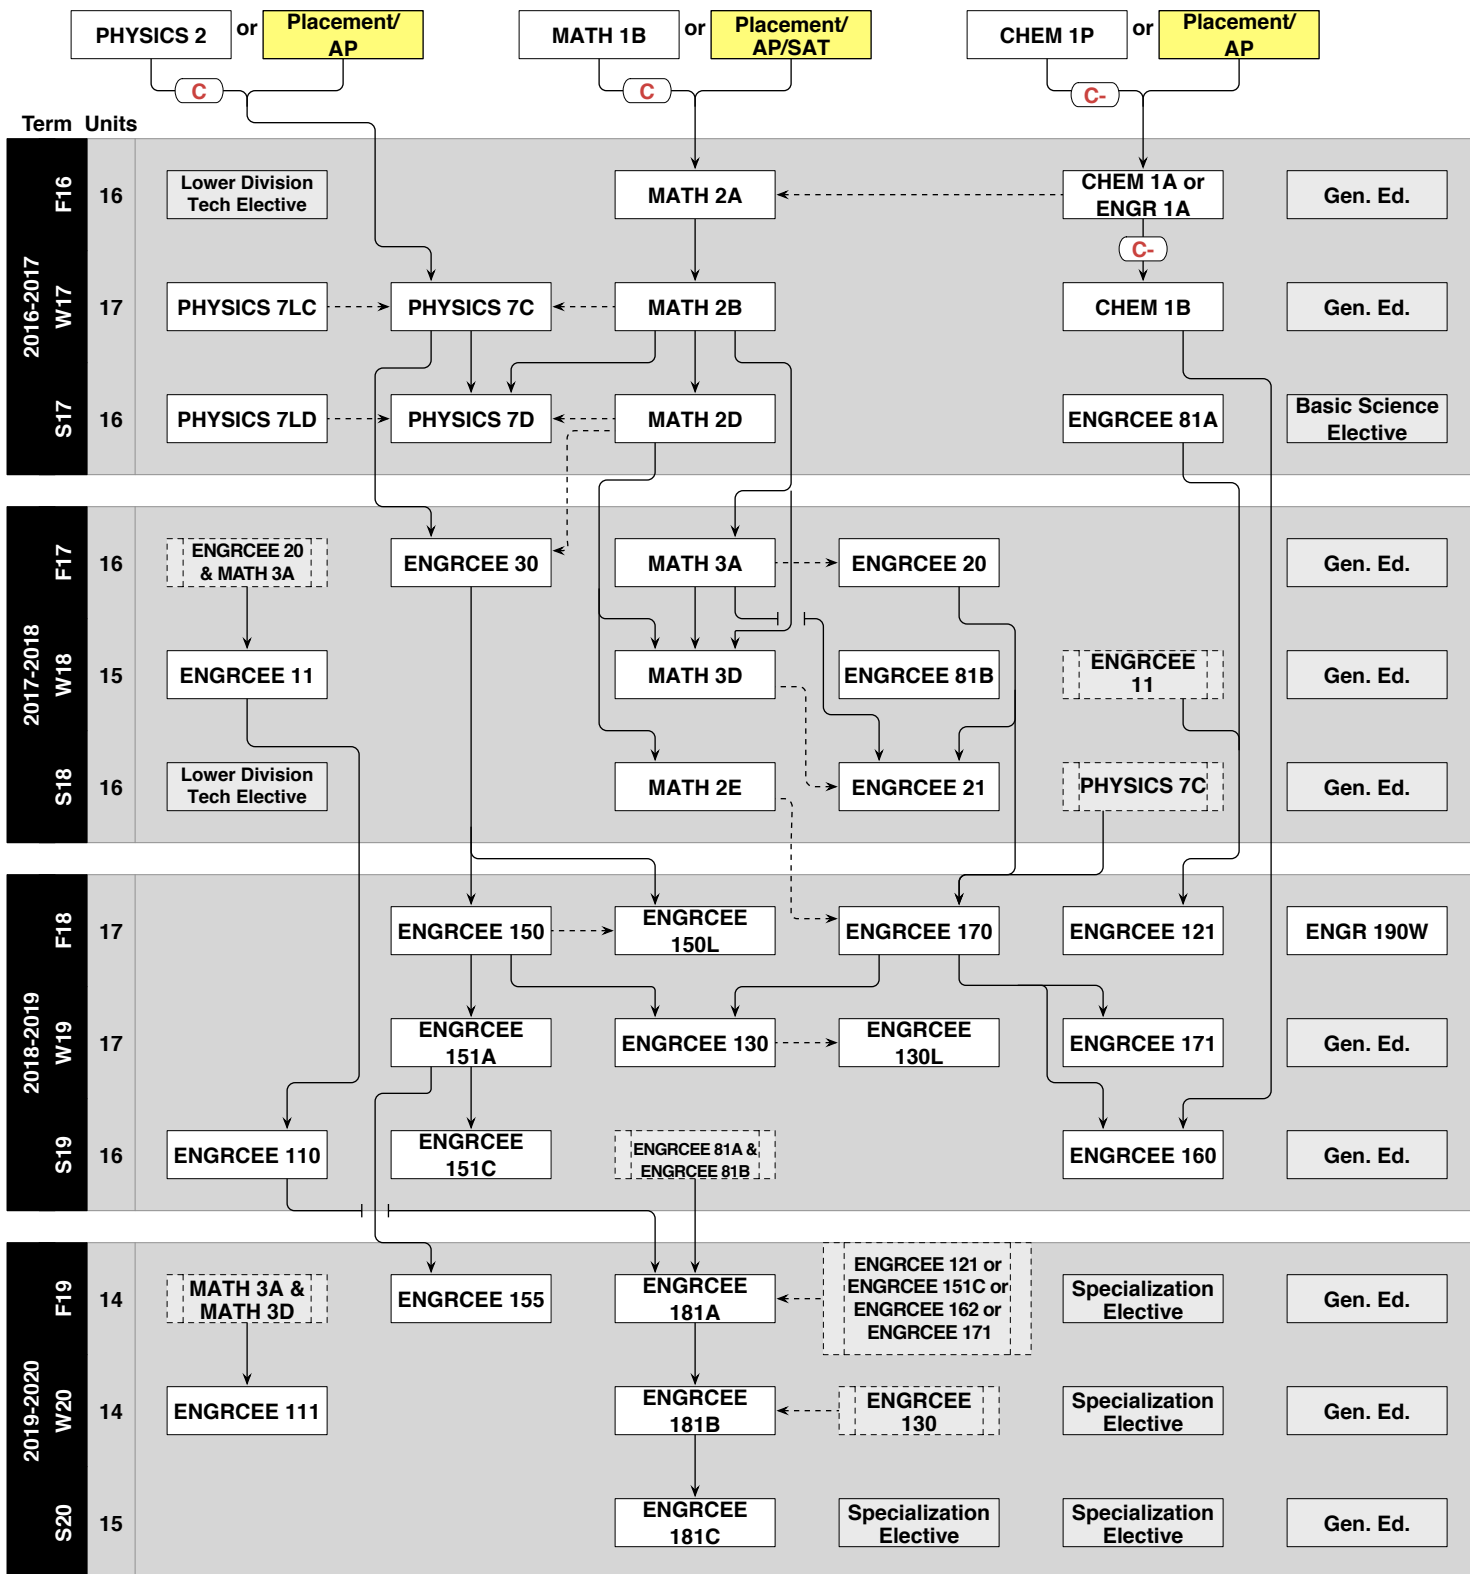 PHYSICS 2
or
Placement/
AP
MATH 1B
or
Placement/
AP/SAT
CHEM 1P
or
Placement/
AP
C
C
C-
Term Units
2016-2017
F16
16
Lower Division
Tech Elective
MATH 2A
CHEM 1A or
ENGR 1A
Gen. Ed.
C-
W17
17
PHYSICS 7LC
PHYSICS 7C
MATH 2B
CHEM 1B
Gen. Ed.
S17
16
PHYSICS 7LD
PHYSICS 7D
MATH 2D
ENGRCEE 81A
Basic Science
Elective
2017-2018
F17
16
ENGRCEE 20
& MATH 3A
ENGRCEE 30
MATH 3A
ENGRCEE 20
Gen. Ed.
W18
15
ENGRCEE 11
MATH 3D
ENGRCEE 81B
ENGRCEE
11
Gen. Ed.
S18
16
Lower Division
Tech Elective
MATH 2E
ENGRCEE 21
PHYSICS 7C
Gen. Ed.
2018-2019
F18
17
ENGRCEE 150
ENGRCEE
150L
ENGRCEE 170
ENGRCEE 121
ENGR 190W
W19
17
ENGRCEE
151A
ENGRCEE 130
ENGRCEE
130L
ENGRCEE 171
Gen. Ed.
S19
16
ENGRCEE 110
ENGRCEE
151C
ENGRCEE 81A &
ENGRCEE 81B
ENGRCEE 160
Gen. Ed.
2019-2020
F19
14
MATH 3A &
MATH 3D
ENGRCEE 155
ENGRCEE
181A
ENGRCEE 121 or
ENGRCEE 151C or
ENGRCEE 162 or
ENGRCEE 171
Specialization
Elective
Gen. Ed.
W20
14
ENGRCEE 111
ENGRCEE
181B
ENGRCEE
130
Specialization
Elective
Gen. Ed.
S20
15
ENGRCEE
181C
Specialization
Elective
Specialization
Elective
Gen. Ed.